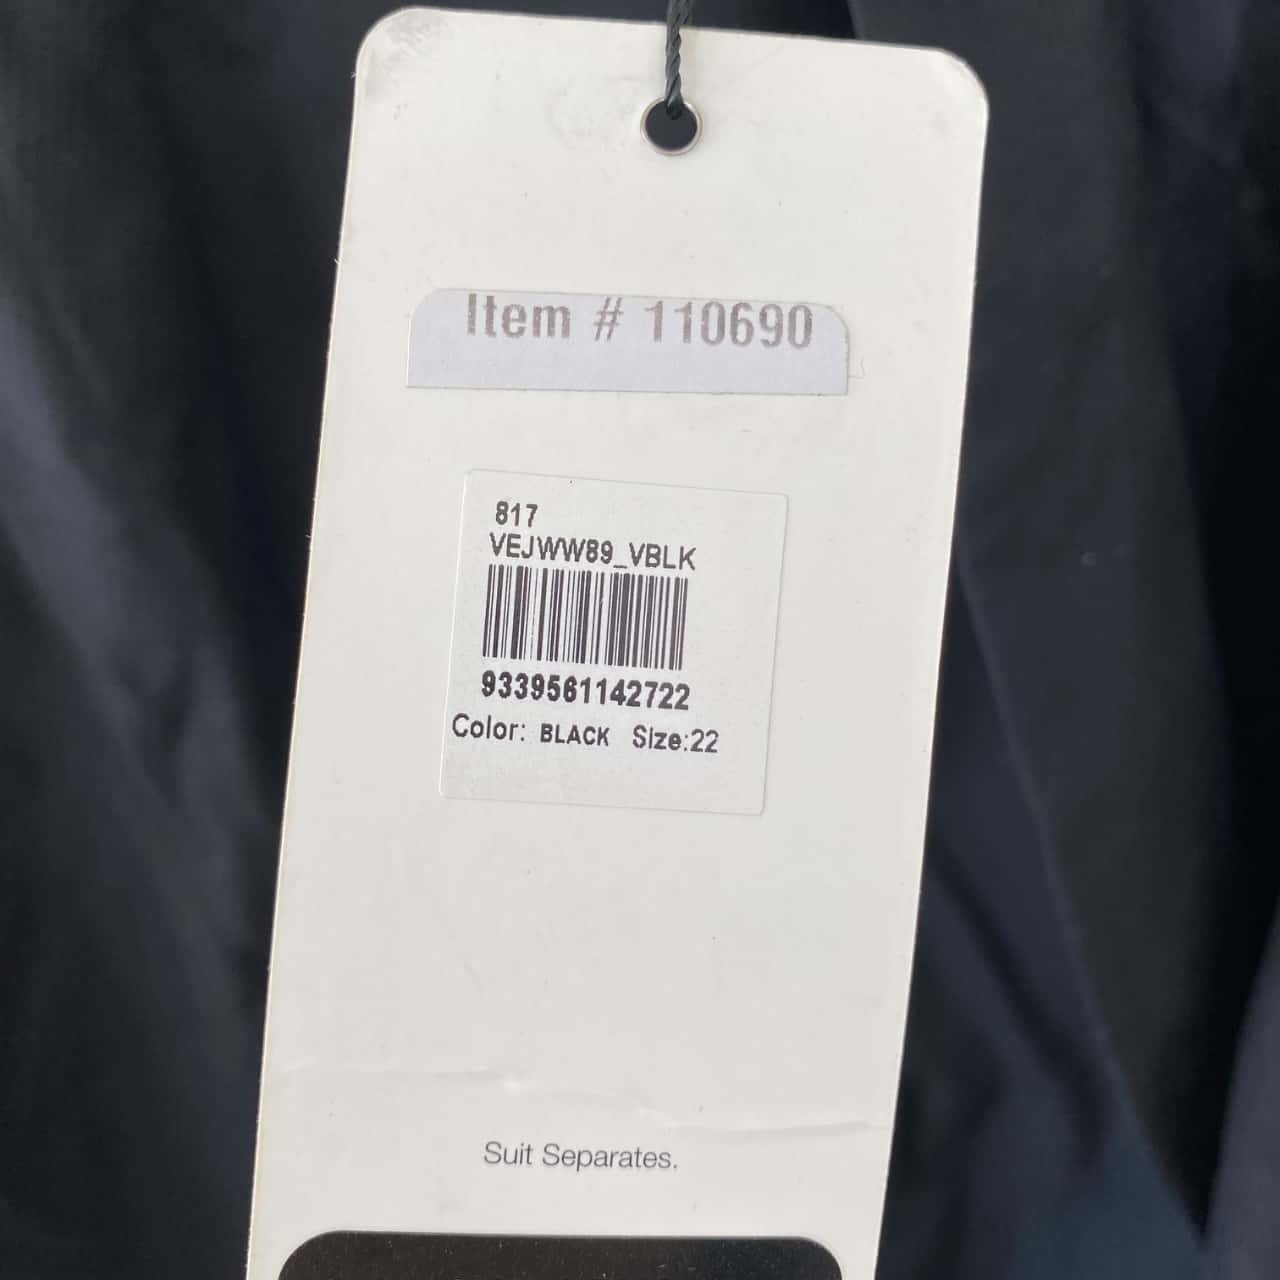 Item # 110690
817
VEJWW89_VBLK
9339561142722
Color: BLACK Size:22
Suit Separates.